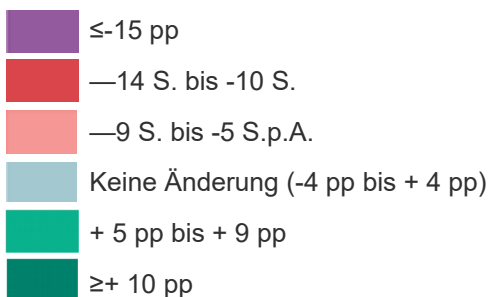 ≤-15 pp
—14 S. bis -10 S.
—9 S. bis -5 S.p.A.
Keine Änderung (-4 pp bis + 4 pp)
+ 5 pp bis + 9 pp
≥+ 10 pp